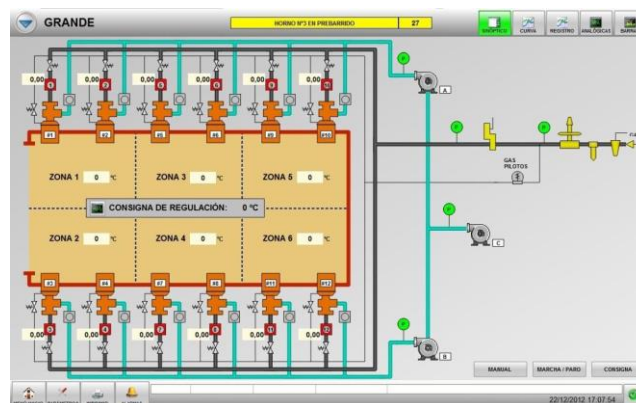 GRANDE
HORNO Nº3 EN PREBARRIDO 27
SINOPTICO CURVA REGISTRO ANALÓGICAS
0,00 0,00 0,00 0,00 0,00 0,00
#1 #2 #5 #6 #9 #10
A
ZONA 1 0 ºC ZONA 3 0 ºC ZONA 5 0 ºC
GAS
PILOTOS
CONSIGNA DE REGULACIÓN: 0 ºC
ZONA 2 0 ºC ZONA 4 0 ºC ZONA 6 0 ºC
C
#3 #4 #7 #8 #11 #12
0,00 0,00 0,00 0,00 0,00 0,00
B
MANUAL MARCHA / PARO CONSIGNA
22/12/2012 17:07:54